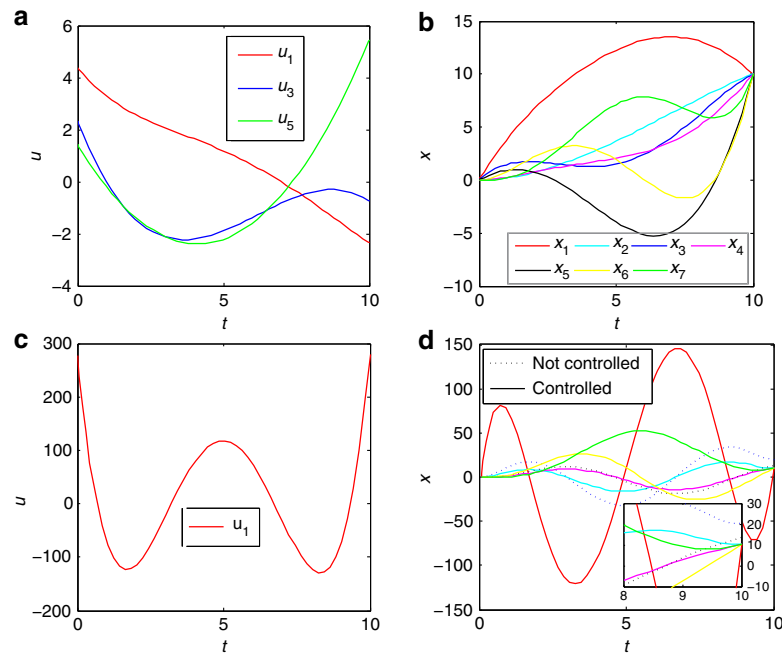 a
6
4
2
0
−2
−4
u
u1
u3
u5
0 5 10
t
b
15
10
5
0
−5
−10
x
x1 x2 x3 x4
x5 x6 x7
0 5 10
t
c
300
200
100
0
−100
−200
u
u1
0 5 10
t
d
150
100
50
0
−50
−100
−150
x
Not controlled
Controlled
30
20
10
0
−10
8 9 10
0 5 10
t